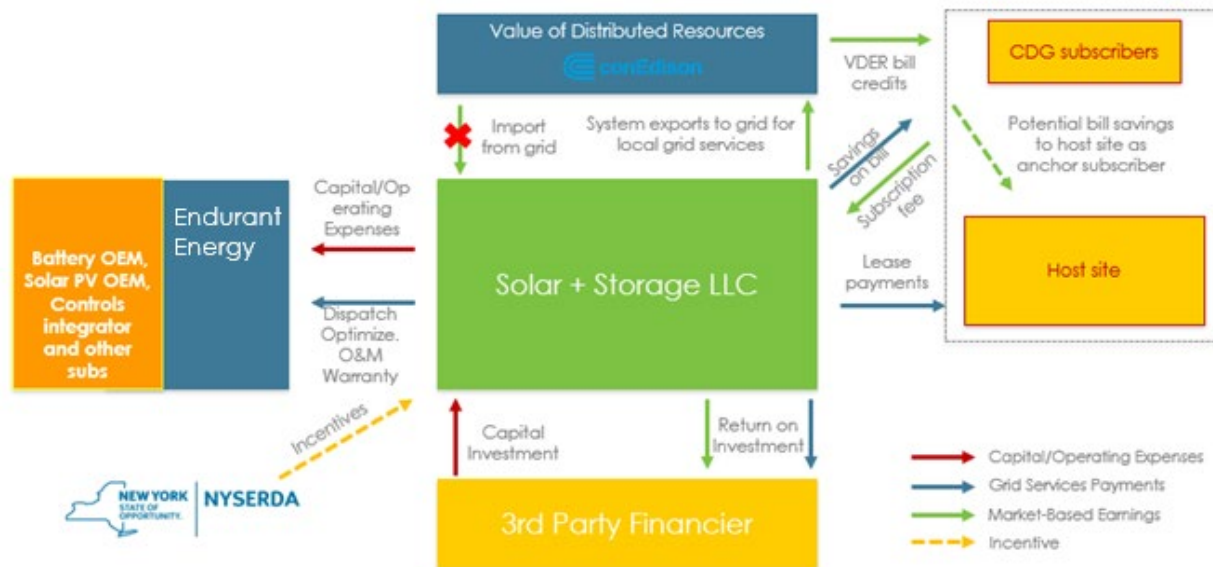 Value of Distributed Resources
conEdison
VDER bill
credits
CDG subscribers
Import
from grid
System exports to grid for
local grid services
Savings
on bill
Subscription
fee
Potential bill savings
to host site as
anchor subscriber
Battery OEM,
Solar PV OEM,
Controls
integrator
and other
subs
Endurant
Energy
Capital/Op
erating
Expenses
Dispatch
Optimize.
O&M
Warranty
Solar + Storage LLC
Lease
payments
Host site
Incentives
NEW YORK
STATE OF
OPPORTUNITY.
NYSERDA
Capital
Investment
Return on
Investment
3rd Party Financier
Capital/Operating Expenses
Grid Services Payments
Market-Based Earnings
Incentive